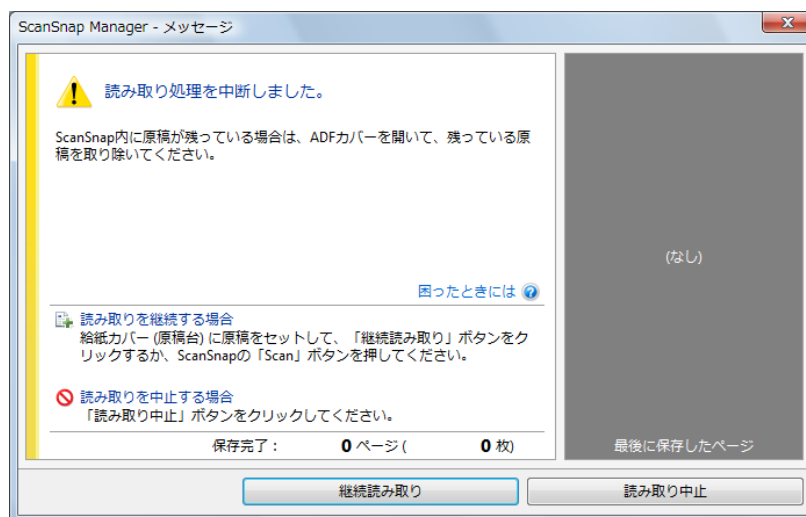 ScanSnap Manager - メッセージ
読み取り処理を中断しました。
ScanSnap内に原稿が残っている場合は、ADFカバーを開いて、残っている原
稿を取り除いてください。
(なし)
困ったときには
読み取りを継続する場合
給紙カバー (原稿台) に原稿をセットして、「継続読み取り」ボタンをク
リックするか、ScanSnapの「Scan」ボタンを押してください。
読み取りを中止する場合
「読み取り中止」ボタンをクリックしてください。
保存完了： 0 ページ ( 0 枚)
最後に保存したページ
継続読み取り 読み取り中止